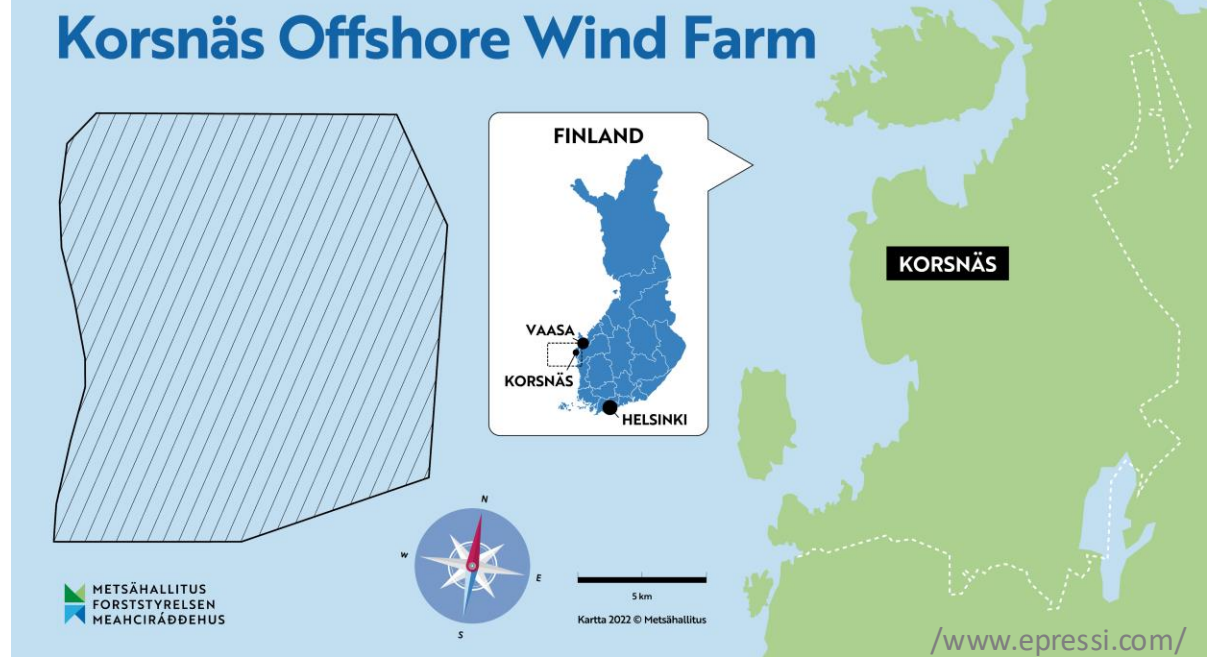 Korsnäs Offshore Wind Farm
FINLAND
VAASA
KORSNÄS
HELSINKI
KORSNÄS
N
W
E
S
5 km
Kartta 2022 © Metsähallitus
METSÄHALLITUS
FORSTSTYRELSEN
MEAHCIRÁĐĐEHUS
/www.epressi.com/